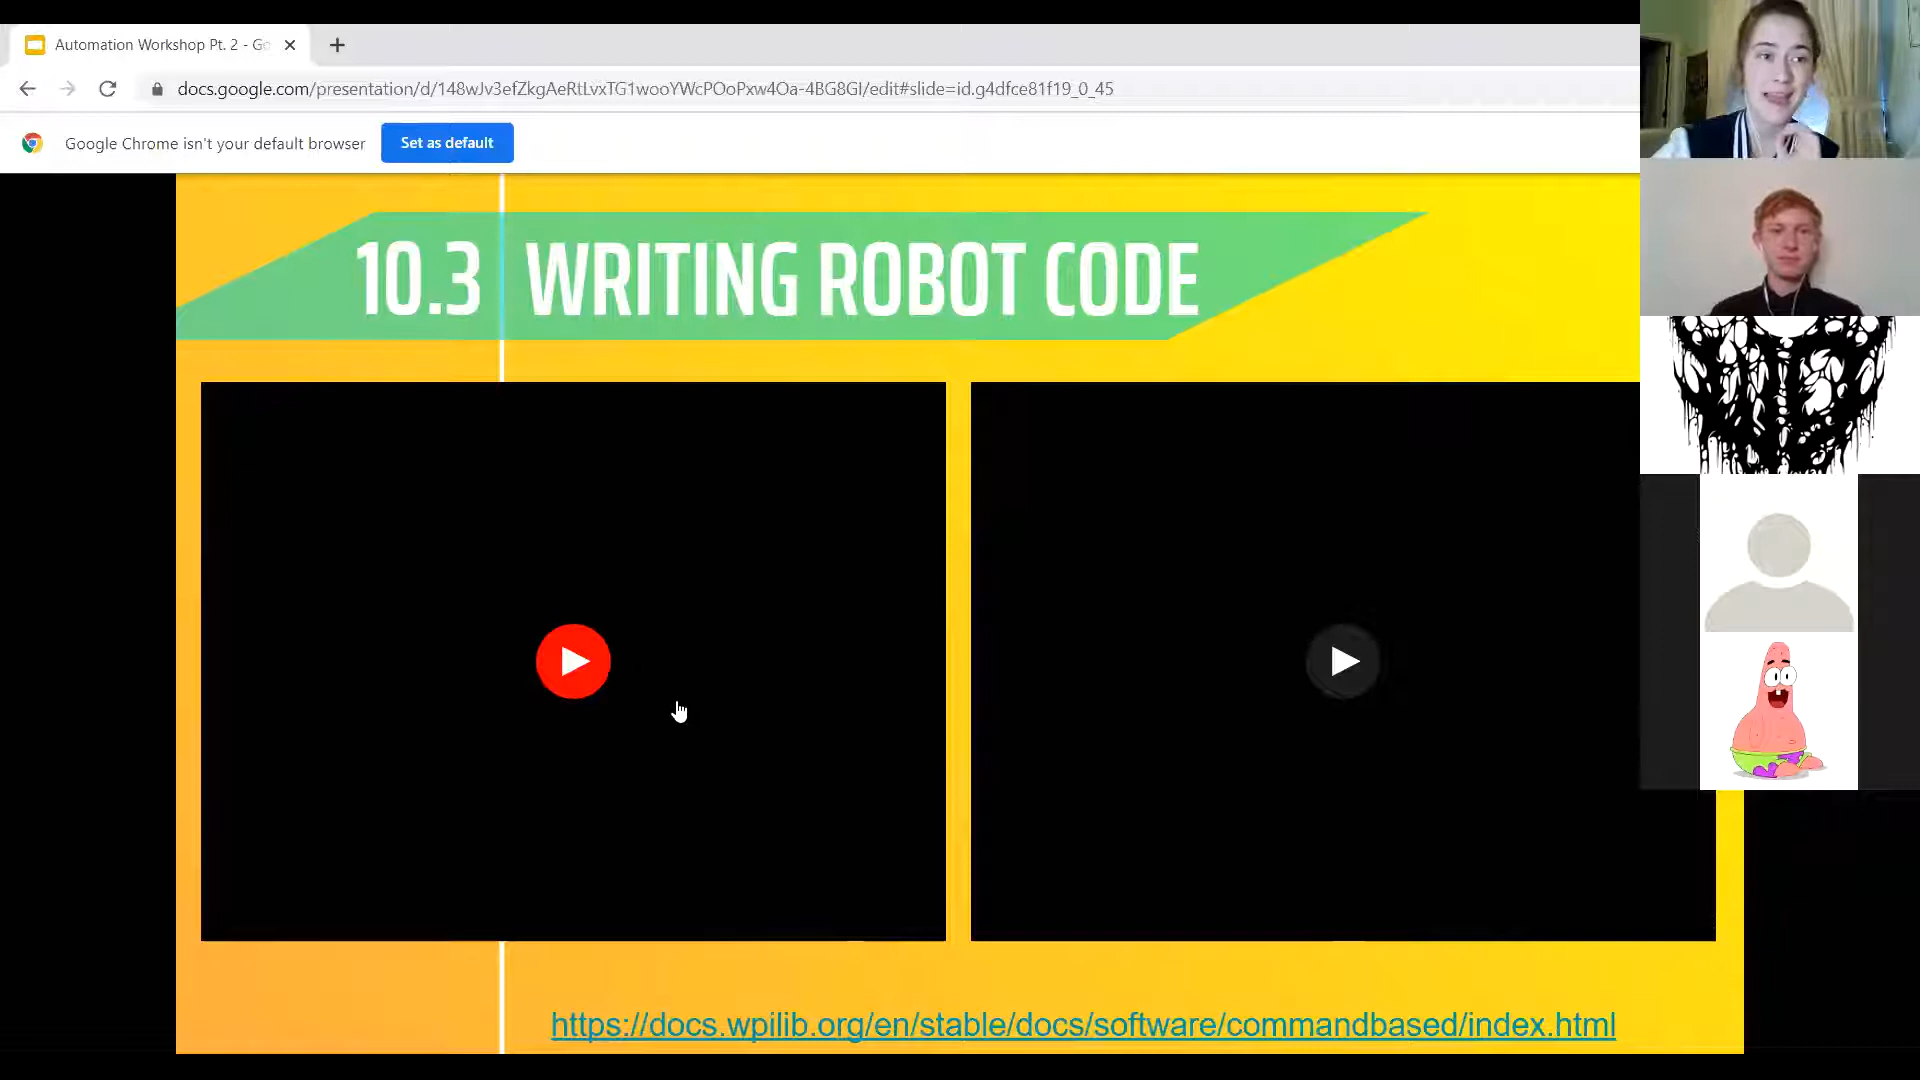 Automation Workshop Pt. 2 - Go
docs.google.com/presentation/d/148wJv3efZkgAeRtLvxTG1wooYWcPOoPxw4Oa-4BG8GI/edit#slide=id.g4dfce81f19_0_45
Google Chrome isn't your default browser
Set as default
10.3 WRITING ROBOT CODE
https://docs.wpilib.org/en/stable/docs/software/commandbased/index.html